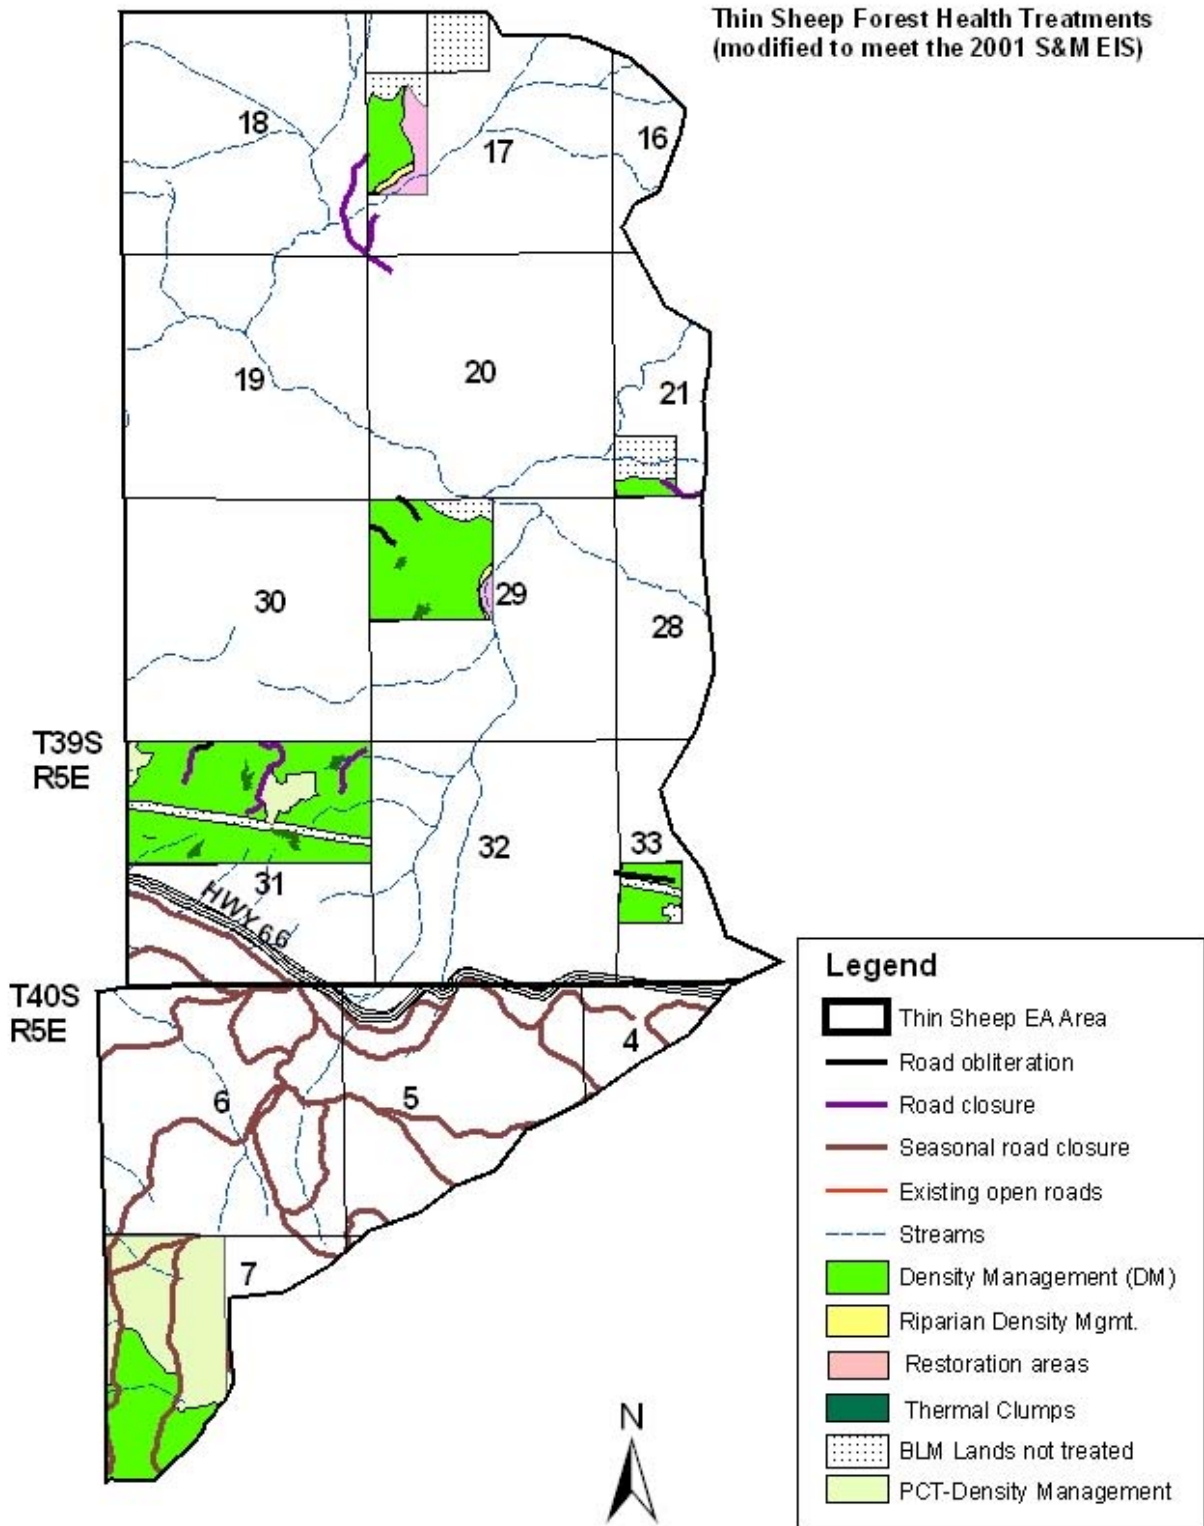 Thin Sheep Forest Health Treatments
(modified to meet the 2001 S&M EIS)
18
17
16
19
20
21
30
29
28
T39S
R5E
32
33
31
HWY 66
T40S
R5E
4
6
5
7
N
Legend
Thin Sheep EA Area
Road obliteration
Road closure
Seasonal road closure
Existing open roads
Streams
Density Management (DM)
Riparian Density Mgmt.
Restoration areas
Thermal Clumps
BLM Lands not treated
PCT-Density Management